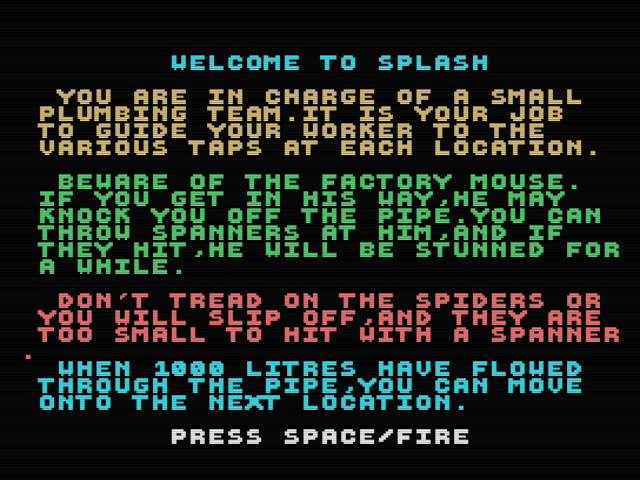 WELCOME TO SPLASH
YOU ARE IN CHARGE OF A SMALL
PLUMBING TEAM.IT IS YOUR JOB
TO GUIDE YOUR WORKER TO THE
VARIOUS TAPS AT EACH LOCATION.
BEWARE OF THE FACTORY MOUSE.
IF YOU GET IN HIS WAY,HE MAY
KNOCK YOU OFF THE PIPE.YOU CAN
THROW SPANNERS AT HIM,AND IF
THEY HIT,HE WILL BE STUNNED FOR
A WHILE.
DON'T TREAD ON THE SPIDERS OR
YOU WILL SLIP OFF,AND THEY ARE
TOO SMALL TO HIT WITH A SPANNER
.
WHEN 1000 LITRES HAVE FLOWED
THROUGH THE PIPE,YOU CAN MOVE
ONTO THE NEXT LOCATION.
PRESS SPACE/FIRE